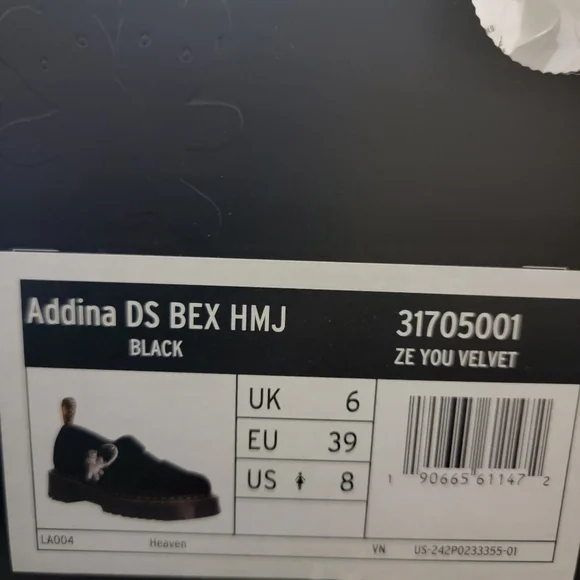 Addina DS BEX HMJ
BLACK
31705001
ZE YOU VELVET
UK 6
EU 39
US 8
1 90665 61147 2
LA004 Heaven VN US-242P0233355-01